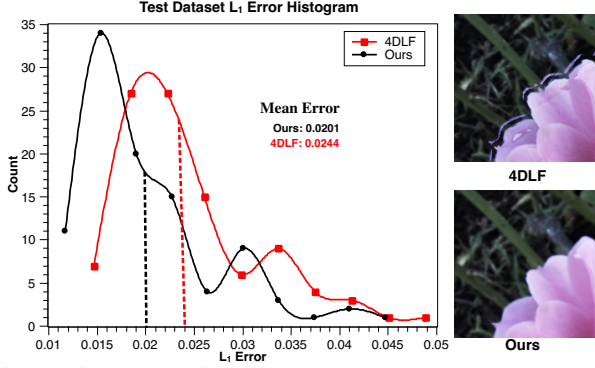 Test Dataset L₁ Error Histogram
35
30
25
20
15
10
5
0
Count
4DLF
Ours
Mean Error
Ours: 0.0201
4DLF: 0.0244
0.01 0.015 0.02 0.025 0.03 0.035 0.04 0.045 0.05
L₁ Error
4DLF
Ours